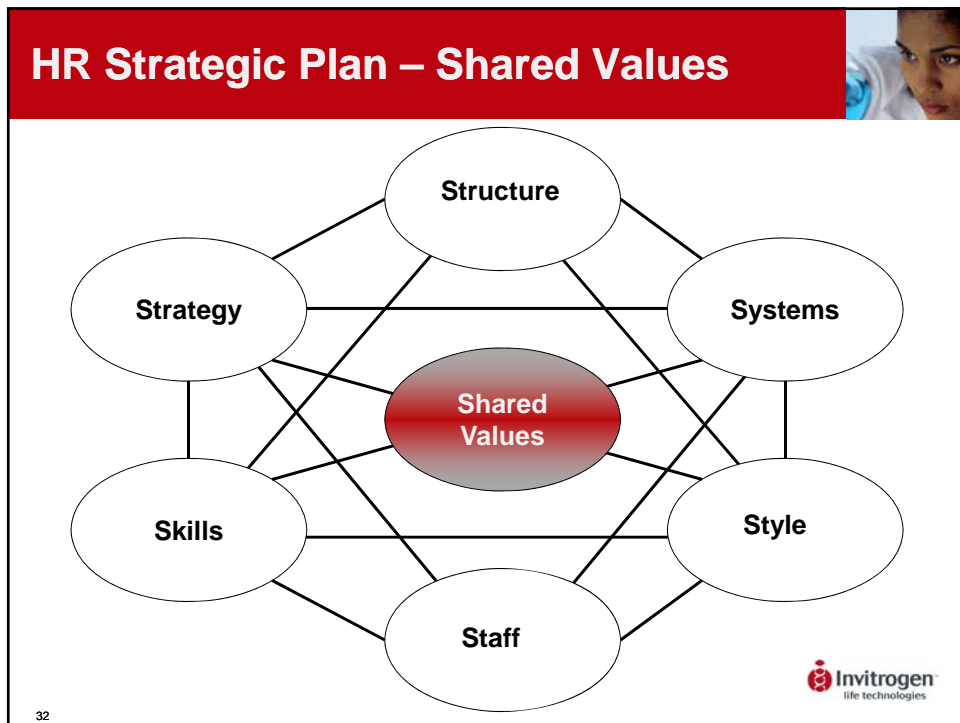 HR Strategic Plan – Shared Values
Structure
Strategy
Systems
Shared
Values
Skills
Style
Staff
Invitrogen
life technologies
32